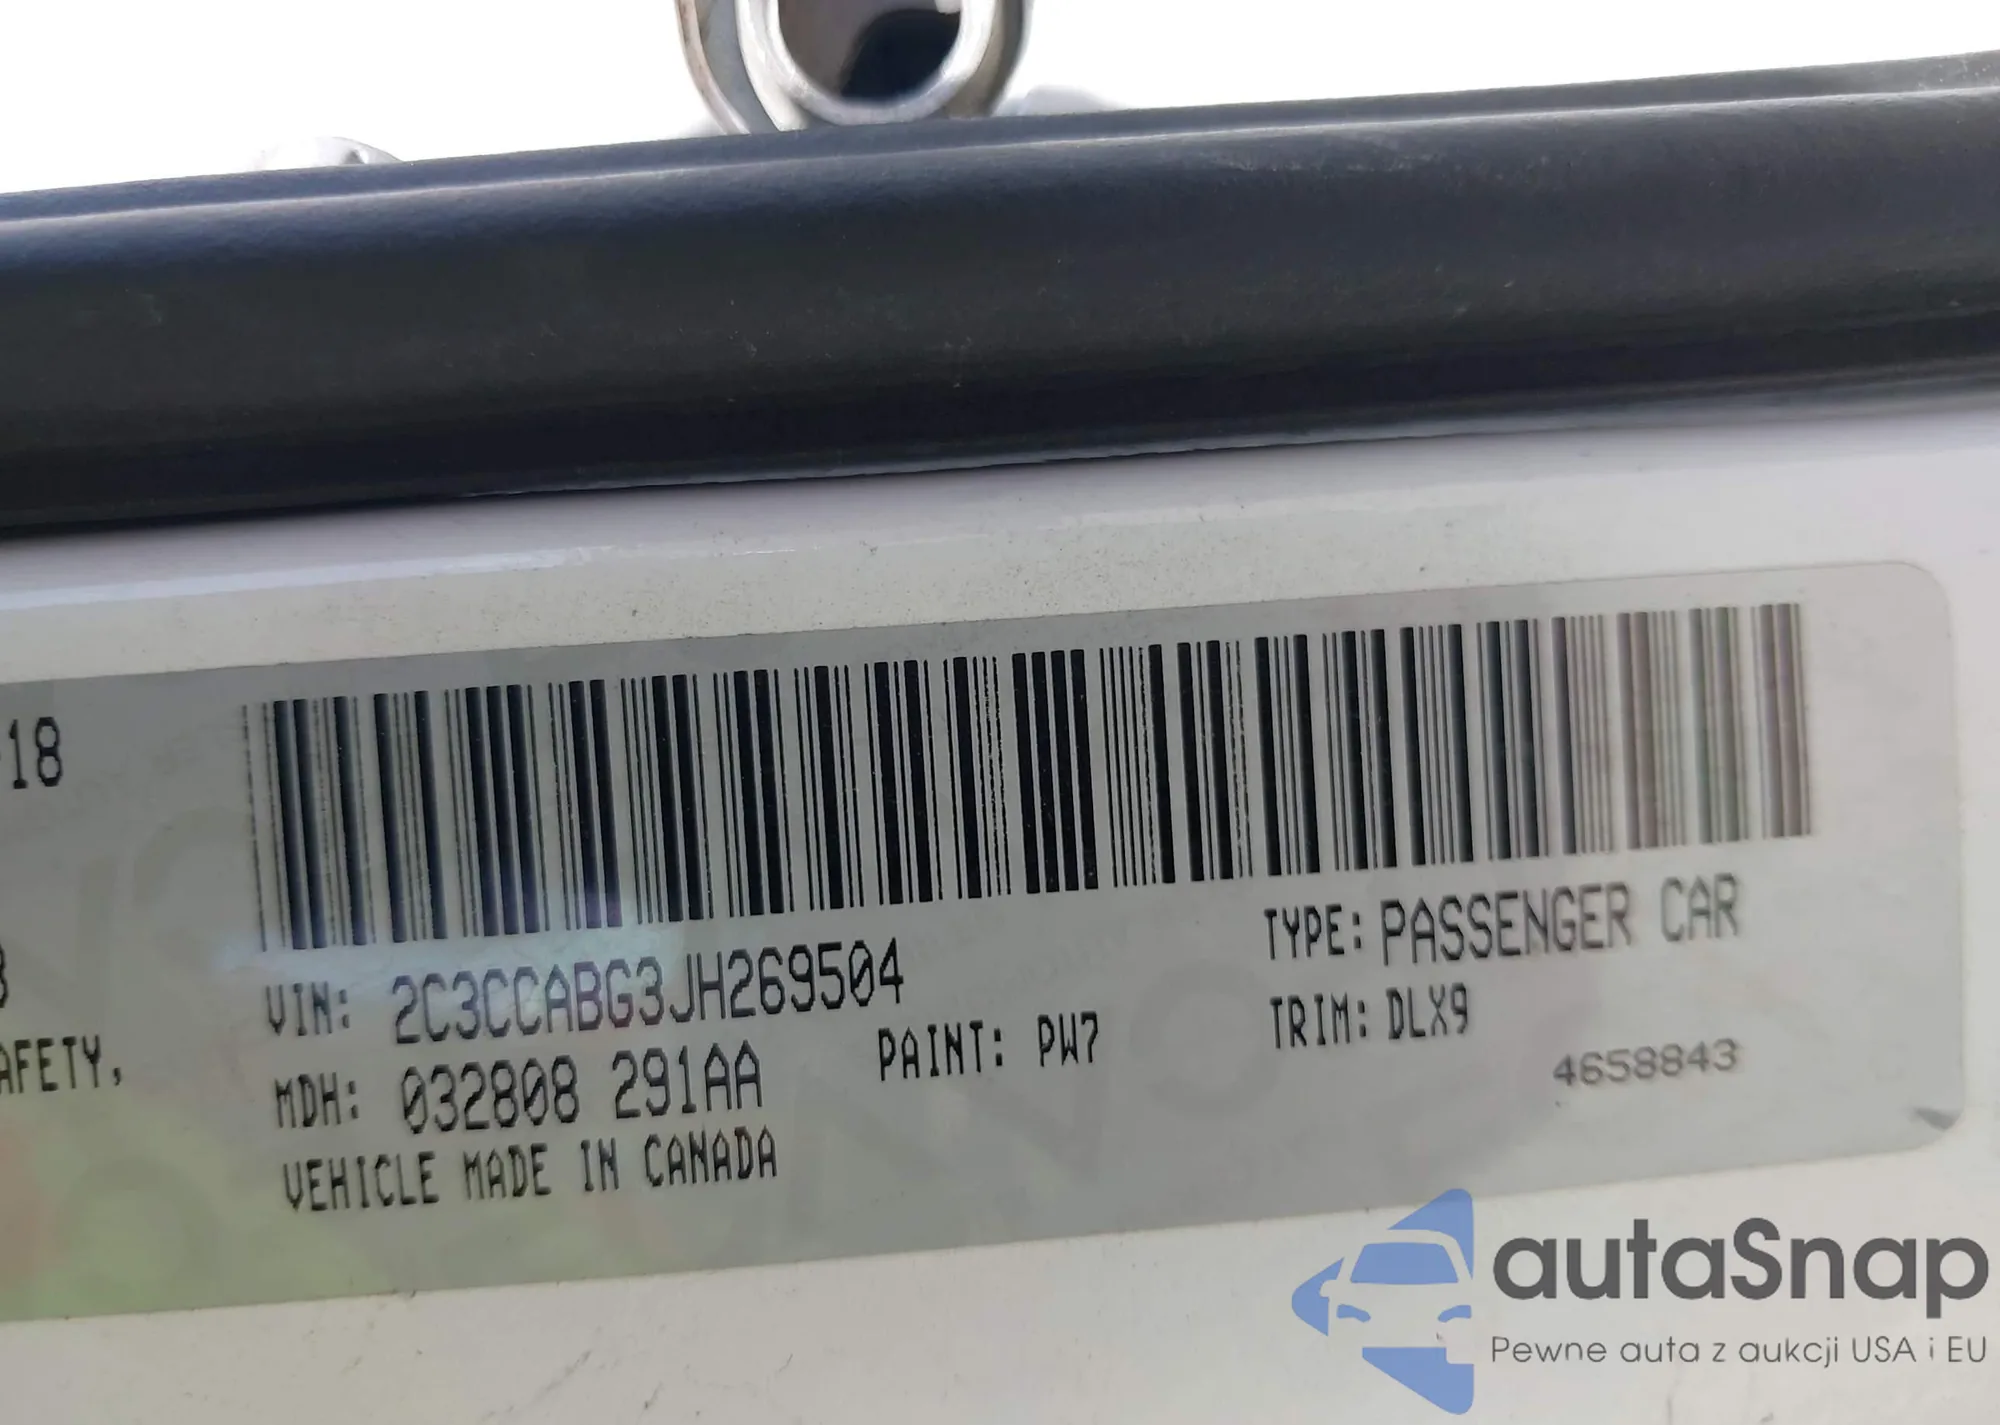 -18
3
AFETY,
VIN: 2C3CCABG3JH269504
TYPE: PASSENGER CAR
MDH: 032808 291AA
PAINT: PW7
TRIM: DLX9
VEHICLE MADE IN CANADA
4658843
autaSnap
Pewne auta z aukcji USA i EU